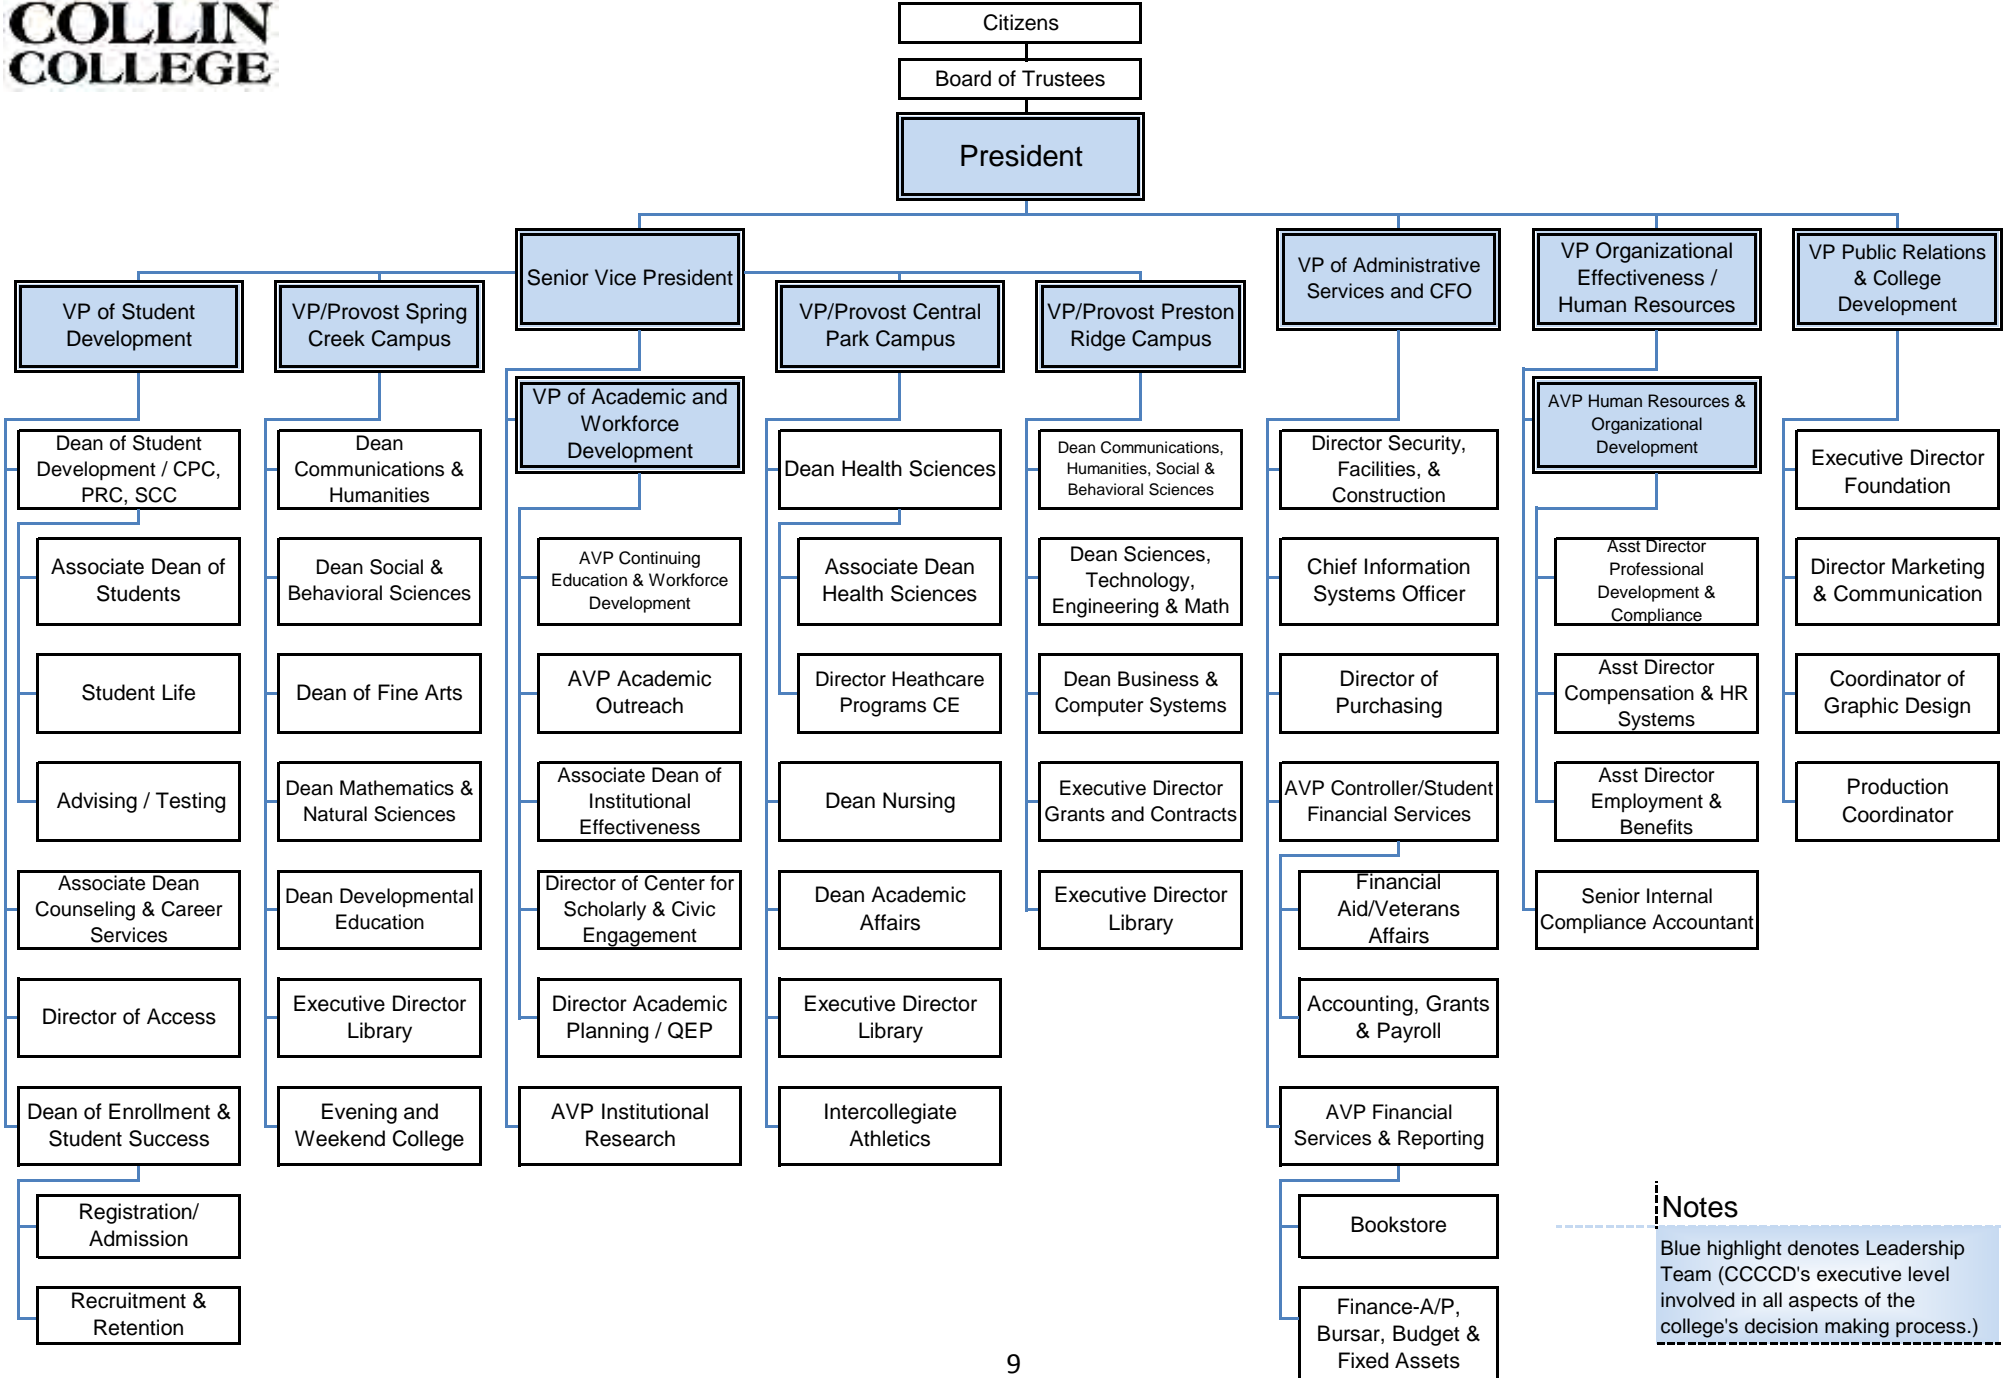 COLLIN
COLLEGE
Citizens
Board of Trustees
President
Senior Vice President
VP of Administrative
Services and CFO
VP Organizational
Effectiveness /
Human Resources
VP Public Relations
& College
Development
VP of Student
Development
VP/Provost Spring
Creek Campus
VP/Provost Central
Park Campus
VP/Provost Preston
Ridge Campus
VP of Academic and
Workforce
Development
AVP Human Resources &
Organizational
Development
Dean of Student
Development / CPC,
PRC, SCC
Associate Dean of
Students
Student Life
Advising / Testing
Associate Dean
Counseling & Career
Services
Director of Access
Dean of Enrollment &
Student Success
Registration/
Admission
Recruitment &
Retention
Dean
Communications &
Humanities
Dean Social &
Behavioral Sciences
Dean of Fine Arts
Dean Mathematics &
Natural Sciences
Dean Developmental
Education
Executive Director
Library
Evening and
Weekend College
AVP Continuing
Education & Workforce
Development
AVP Academic
Outreach
Associate Dean of
Institutional
Effectiveness
Director of Center for
Scholarly & Civic
Engagement
Director Academic
Planning / QEP
AVP Institutional
Research
Dean Health Sciences
Associate Dean
Health Sciences
Director Heathcare
Programs CE
Dean Nursing
Dean Academic
Affairs
Executive Director
Library
Intercollegiate
Athletics
Dean Communications,
Humanities, Social &
Behavioral Sciences
Dean Sciences,
Technology,
Engineering & Math
Dean Business &
Computer Systems
Executive Director
Grants and Contracts
Executive Director
Library
Director Security,
Facilities, &
Construction
Chief Information
Systems Officer
Director of
Purchasing
AVP Controller/Student
Financial Services
Financial
Aid/Veterans
Affairs
Accounting, Grants
& Payroll
AVP Financial
Services & Reporting
Bookstore
Finance-A/P,
Bursar, Budget &
Fixed Assets
Asst Director
Professional
Development &
Compliance
Asst Director
Compensation & HR
Systems
Asst Director
Employment &
Benefits
Senior Internal
Compliance Accountant
Executive Director
Foundation
Director Marketing
& Communication
Coordinator of
Graphic Design
Production
Coordinator
Notes
Blue highlight denotes Leadership
Team (CCCCD's executive level
involved in all aspects of the
college's decision making process.)
9